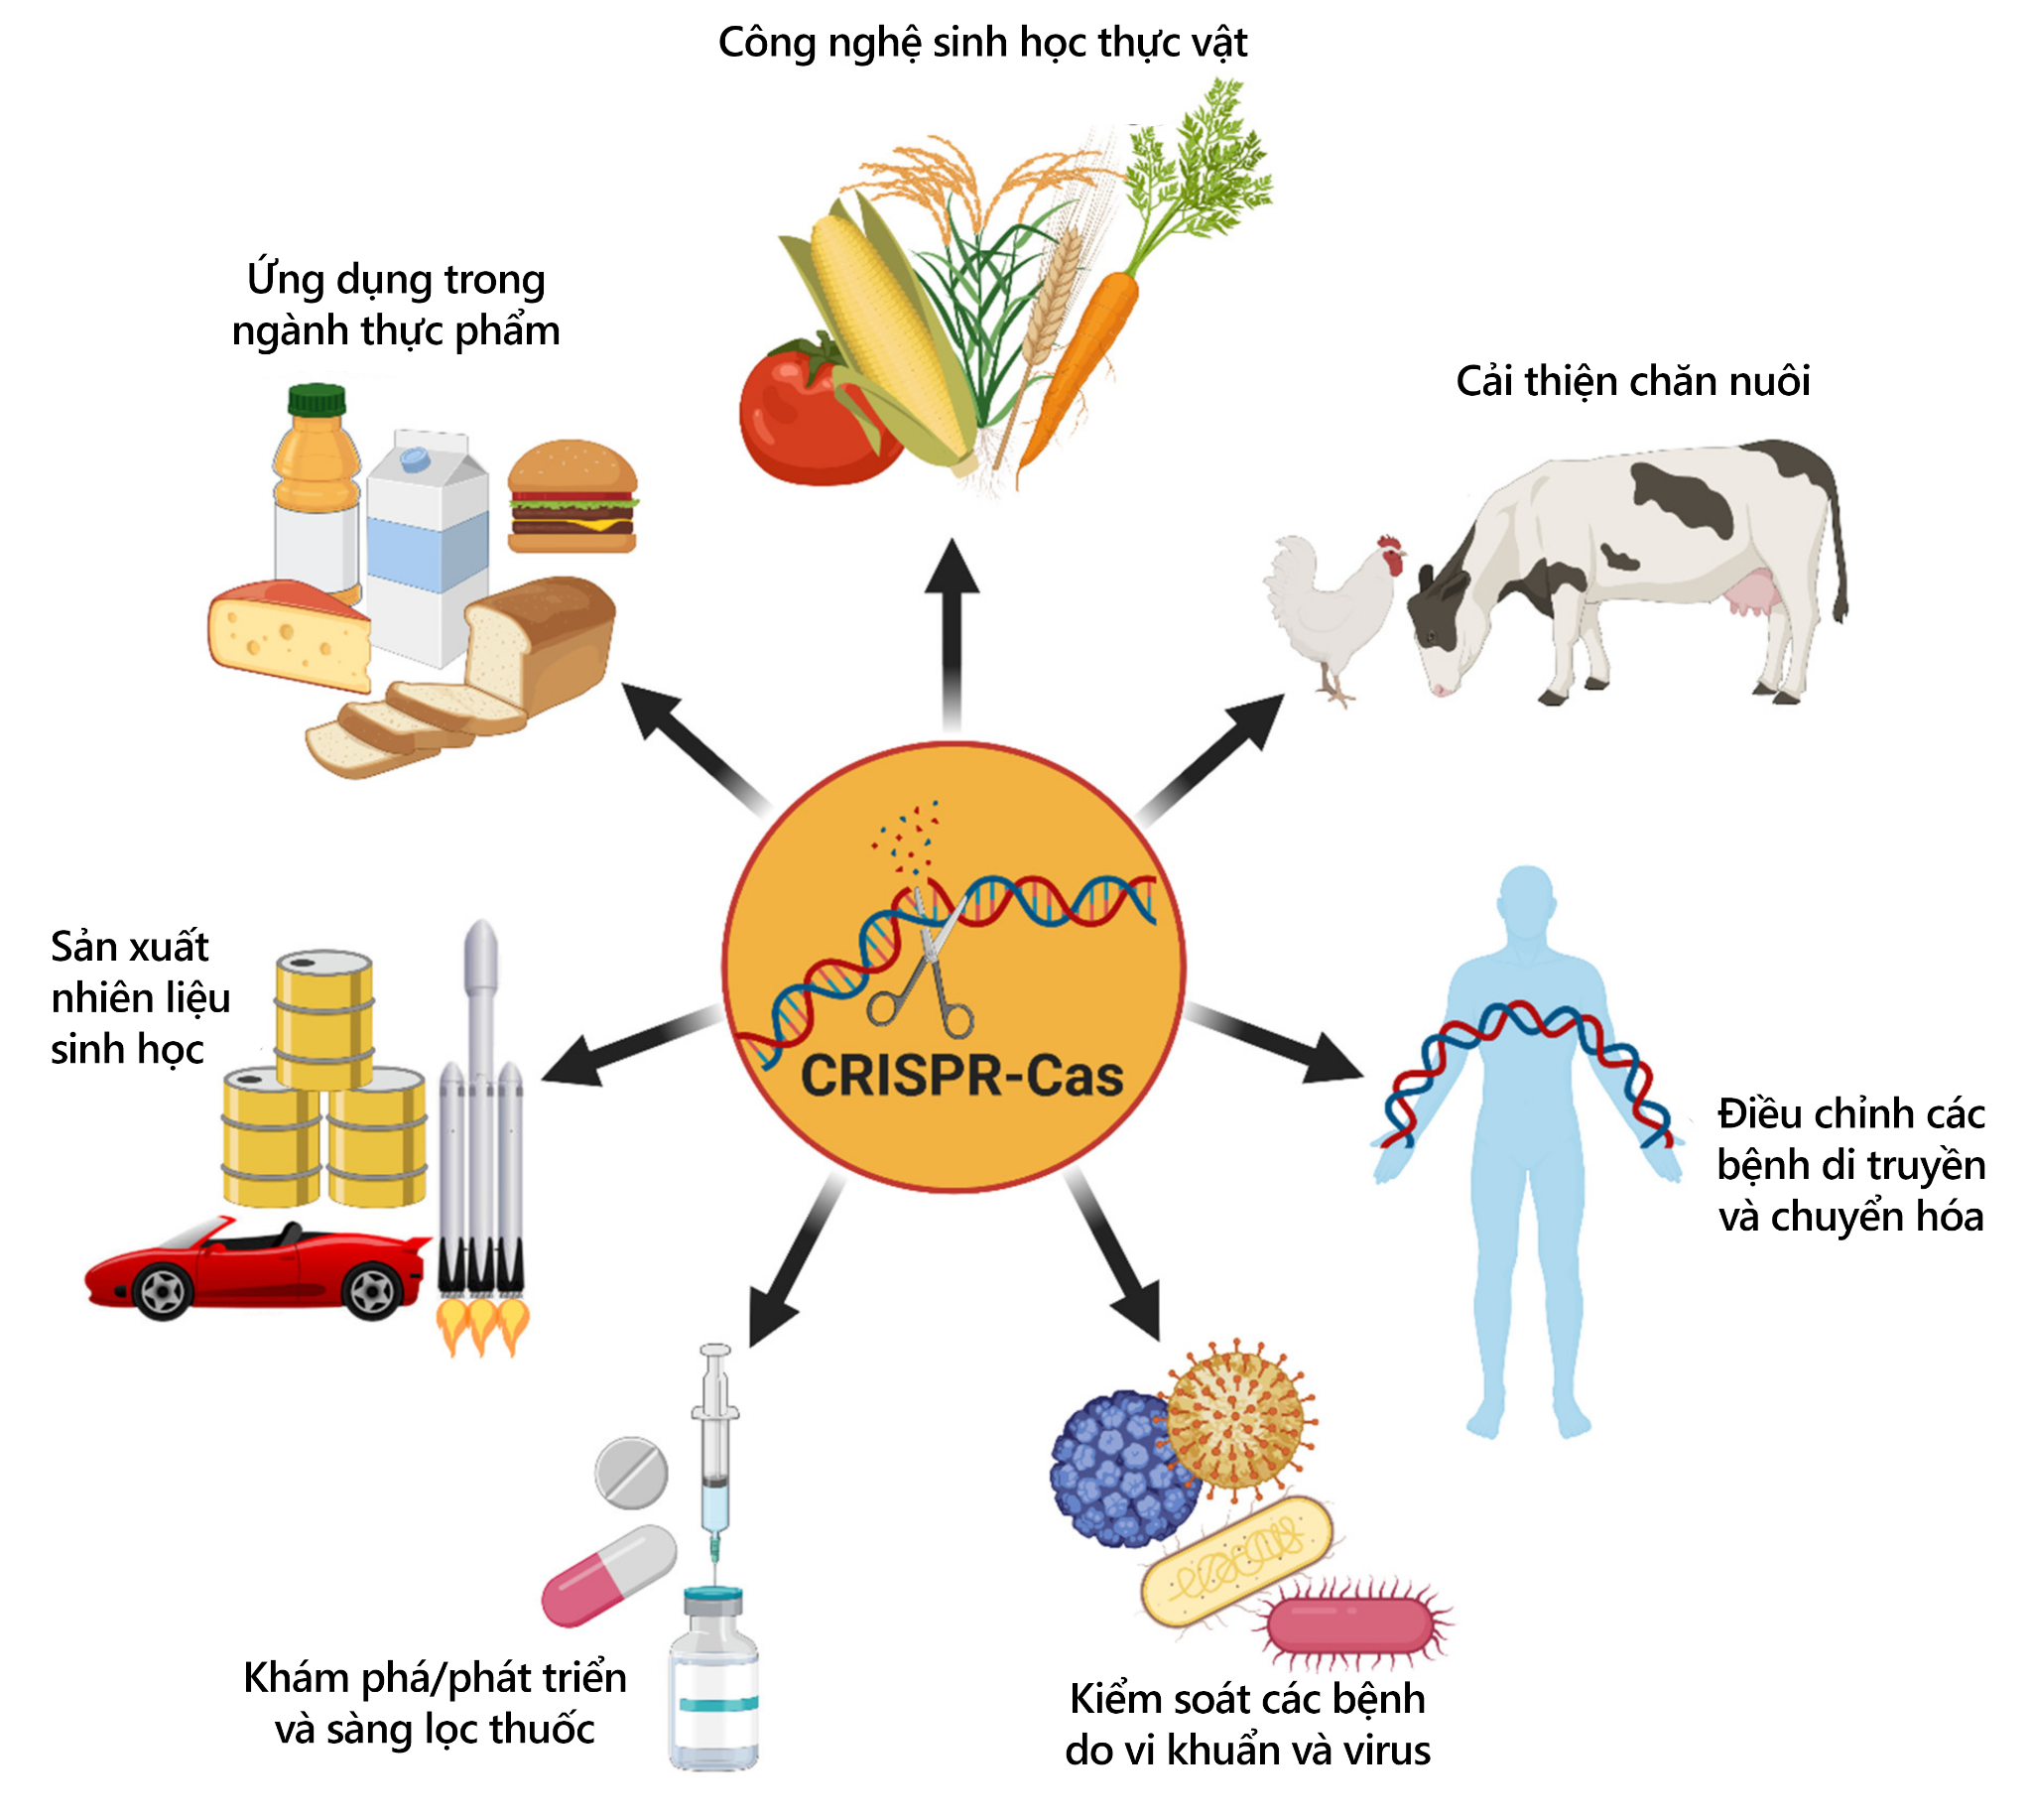 Công nghệ sinh học thực vật
Ứng dụng trong
ngành thực phẩm
Cải thiện chăn nuôi
Sản xuất
nhiên liệu
sinh học
CRISPR-Cas
Điều chỉnh các
bệnh di truyền
và chuyển hóa
Khám phá/phát triển
và sàng lọc thuốc
Kiểm soát các bệnh
do vi khuẩn và virus